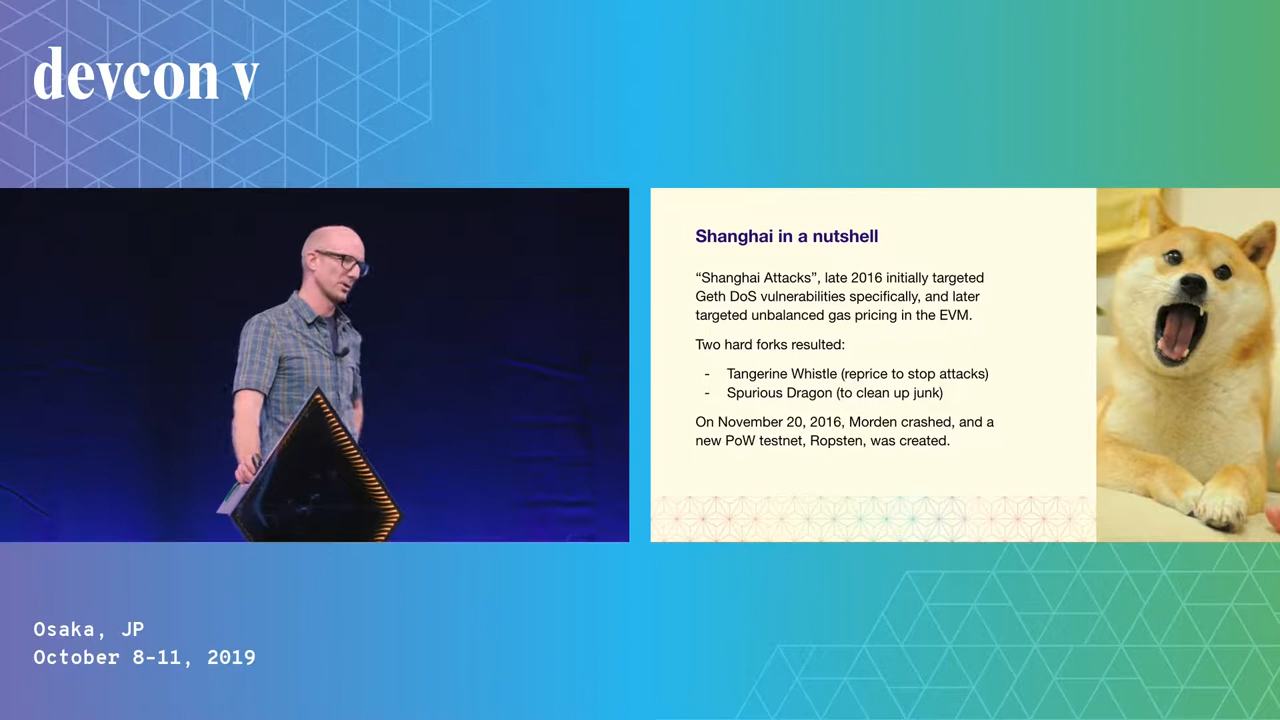 devcon v
Shanghai in a nutshell
“Shanghai Attacks”, late 2016 initially targeted
Geth DoS vulnerabilities specifically, and later
targeted unbalanced gas pricing in the EVM.
Two hard forks resulted:
- Tangerine Whistle (reprice to stop attacks)
- Spurious Dragon (to clean up junk)
On November 20, 2016, Morden crashed, and a
new PoW testnet, Ropsten, was created.
Osaka, JP
October 8-11, 2019